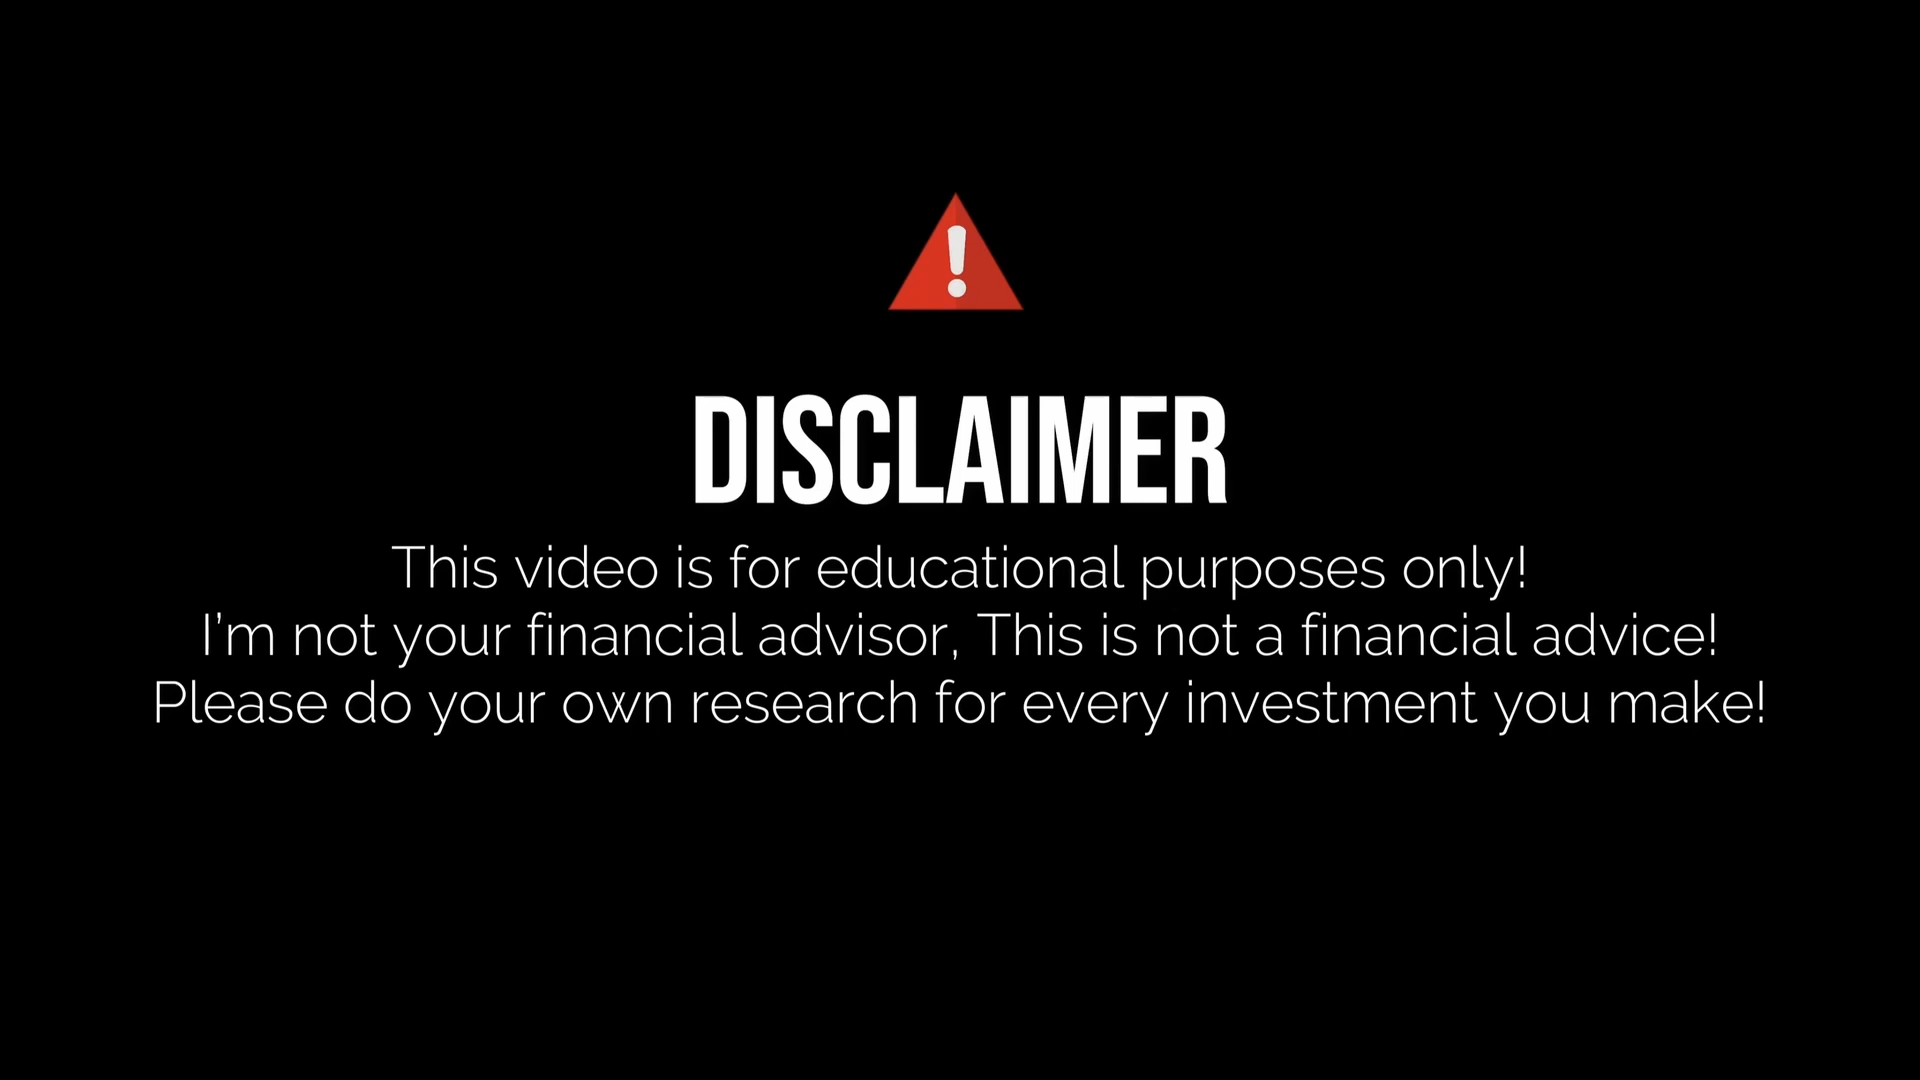 DISCLAIMER
This video is for educational purposes only!
I’m not your financial advisor, This is not a financial advice!
Please do your own research for every investment you make!